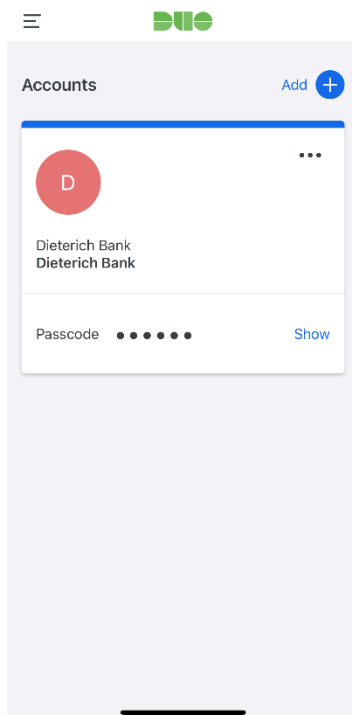 DUO
Accounts
Add
D
Dieterich Bank
Dieterich Bank
Passcode ●●●●●●
Show